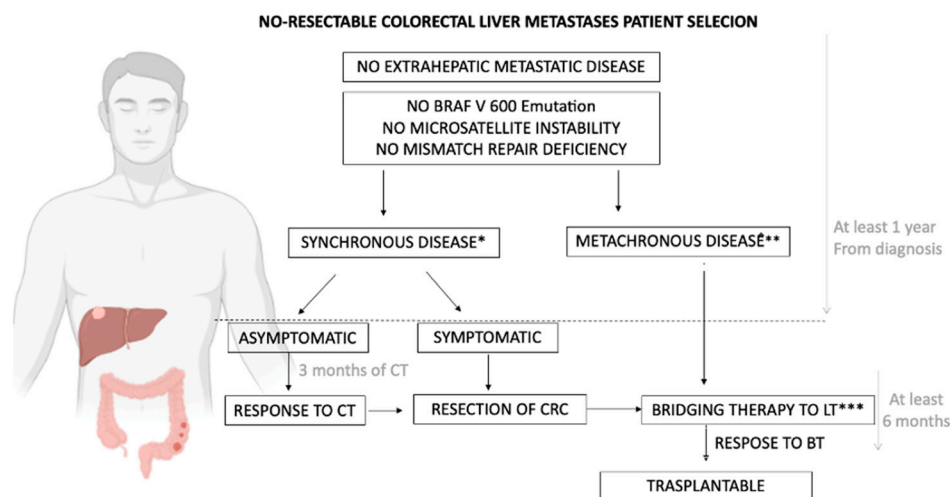 NO-RESECTABLE COLORECTAL LIVER METASTASES PATIENT SELECION
NO EXTRAHEPATIC METASTATIC DISEASE
NO BRAF V 600 Emutation
NO MICROSATELLITE INSTABILITY
NO MISMATCH REPAIR DEFICIENCY
SYNCHRONOUS DISEASE*
METACHRONOUS DISEASE**
At least 1 year
From diagnosis
ASYMPTOMATIC
SYMPTOMATIC
3 months of CT
RESPONSE TO CT
RESECTION OF CRC
BRIDGING THERAPY TO LT***
At least
6 months
RESPOSE TO BT
TRASPLANTABLE